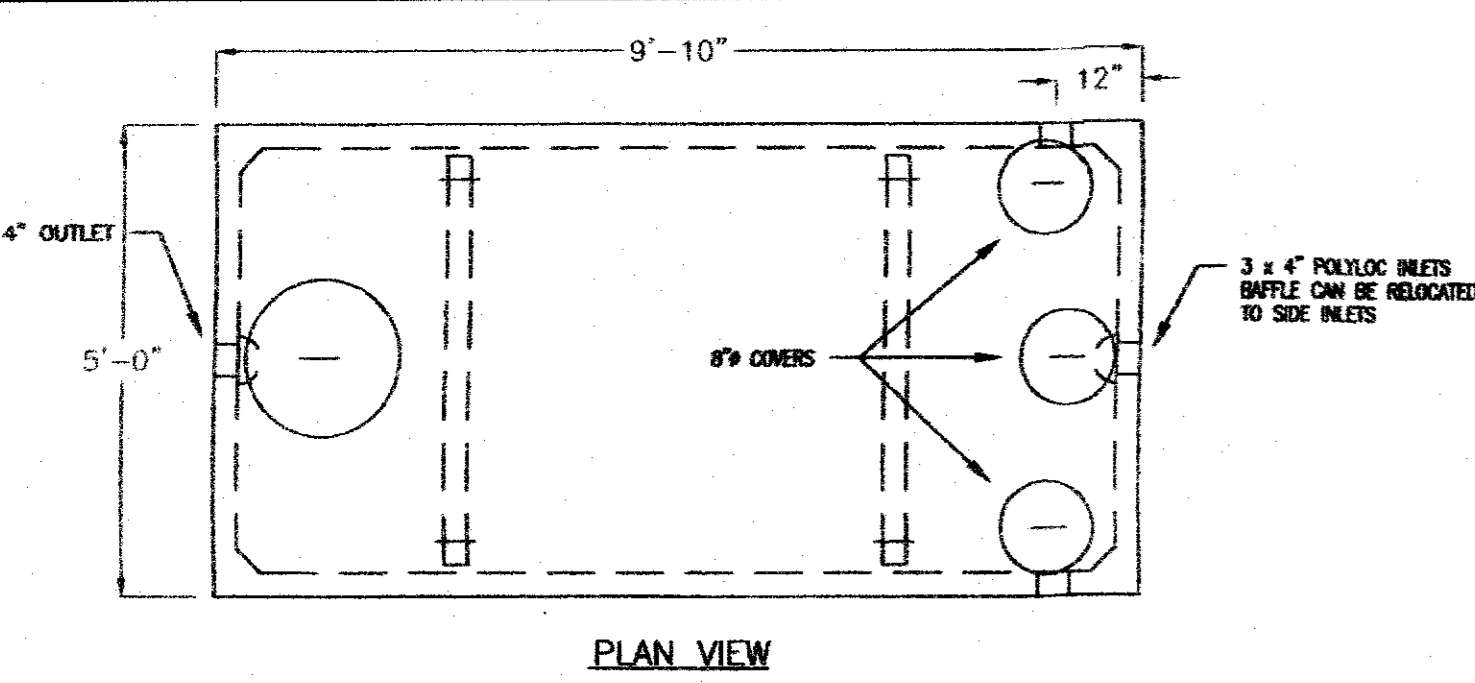 9'-10"
12"
4" OUTLET
3 x 4" POLYLOC INLETS
BAFFLE CAN BE RELOCATED
TO SIDE INLETS
5'-0"
8"ø COVERS
PLAN VIEW